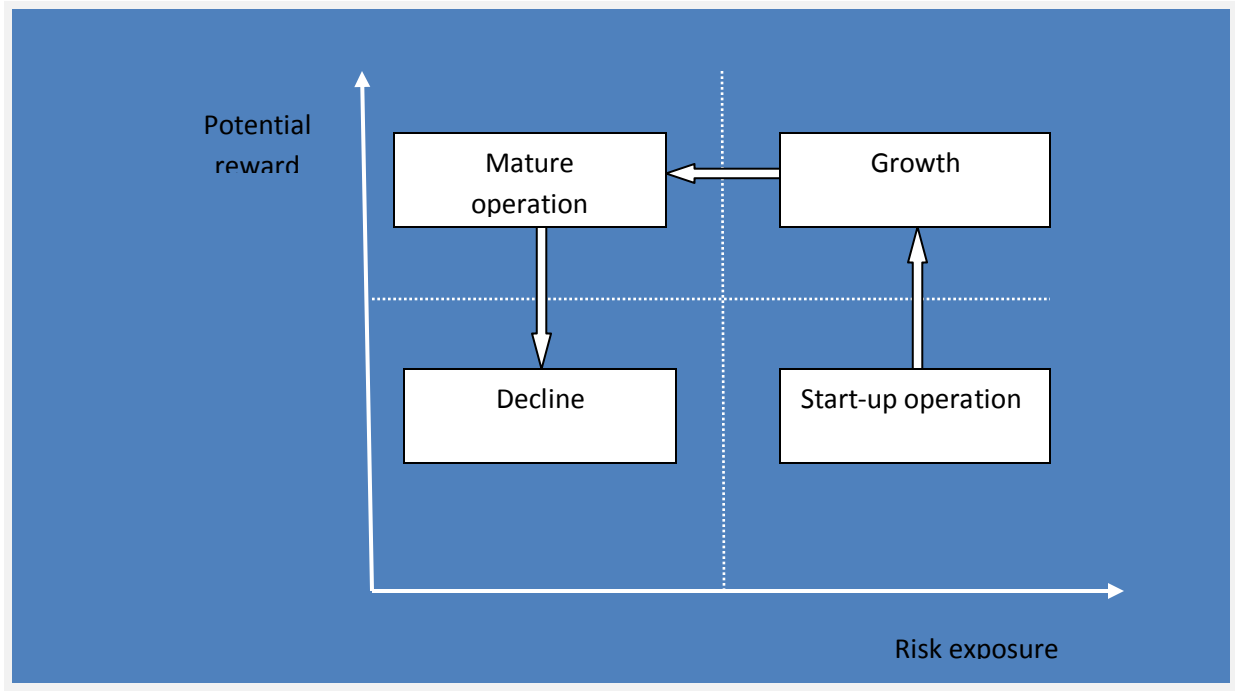 Potential
reward
Mature
operation
Growth
Decline
Start-up operation
Risk exposure